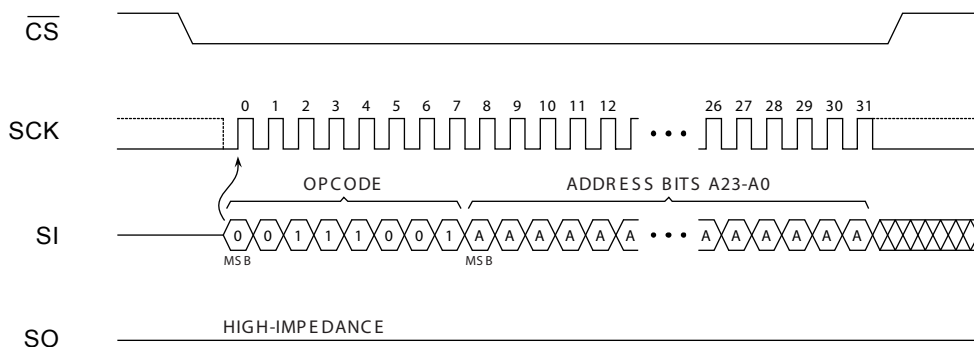 CS
0 1 2 3 4 5 6 7 8 9 10 11 12 26 27 28 29 30 31
SCK
OPCODE ADDRESS BITS A23-A0
SI 0 0 1 1 1 0 0 1 A A A A A A A A A A A A
MSB MSB
HIGH-IMPEDANCE
SO